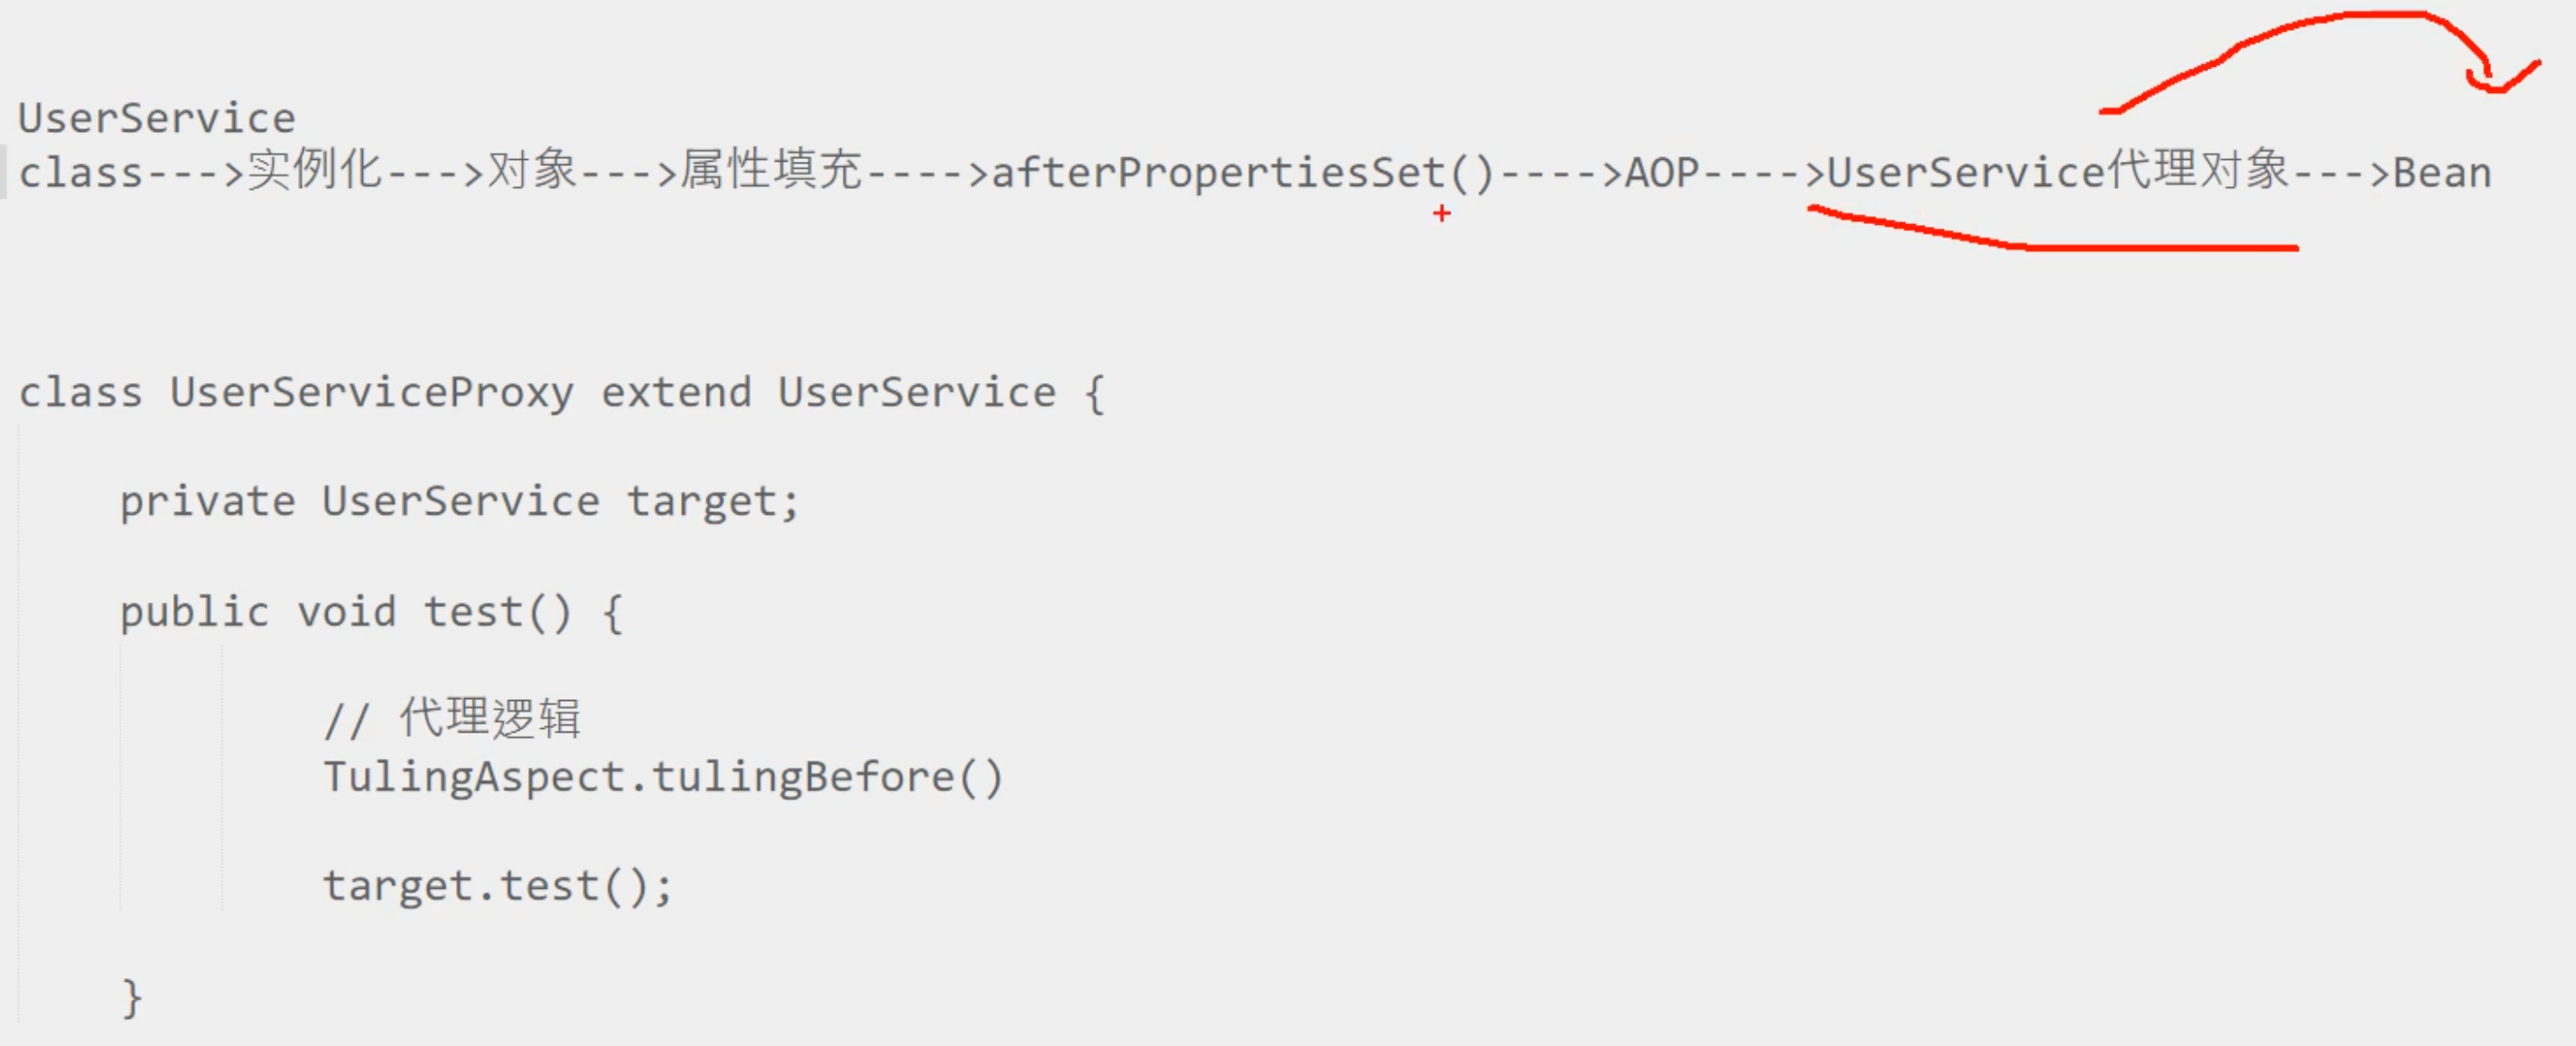 UserService
class--->实例化--->对象--->属性填充---->afterPropertiesSet()---->AOP---->UserService代理对象--->Bean
class UserServiceProxy extend UserService {
private UserService target;
public void test() {
// 代理逻辑
TulingAspect.tulingBefore()
target.test();
}